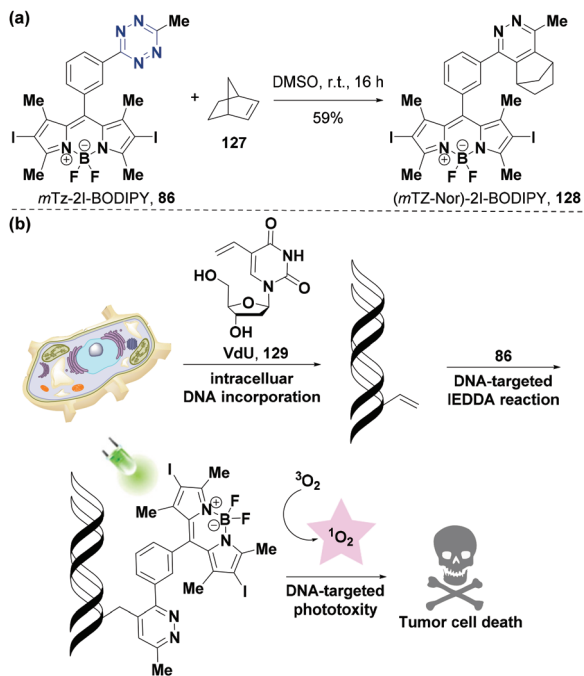 (a)
Me
N N
N N
Me Me
I I
N N
+ B −
Me F F Me
mTz-2I-BODIPY, 86
+
127
DMSO, r.t., 16 h
59%
Me
N
N
Me Me
I I
N N
+ B −
Me F F Me
(mTZ-Nor)-2I-BODIPY, 128
(b)
O
NH
HO N O
O
OH
VdU, 129
intracelluar
DNA incorporation
86
DNA-targeted
IEDDA reaction
I Me
Me N + F
B F
− N
Me
Me I
N
N
Me
³O₂
¹O₂
DNA-targeted
phototoxity
Tumor cell death